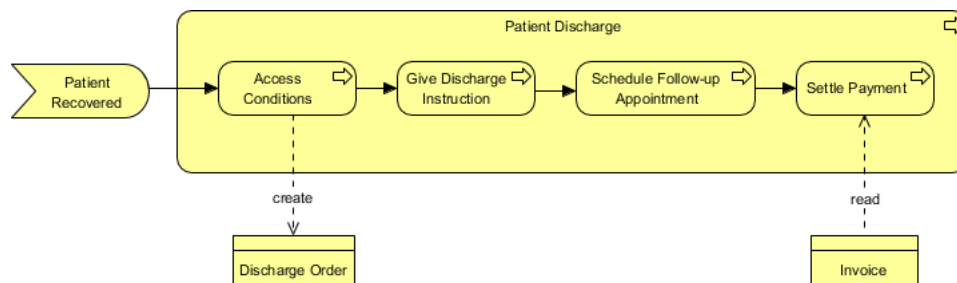 Patient Discharge
Patient
Recovered
Access
Conditions
Give Discharge
Instruction
Schedule Follow-up
Appointment
Settle Payment
create
read
Discharge Order
Invoice